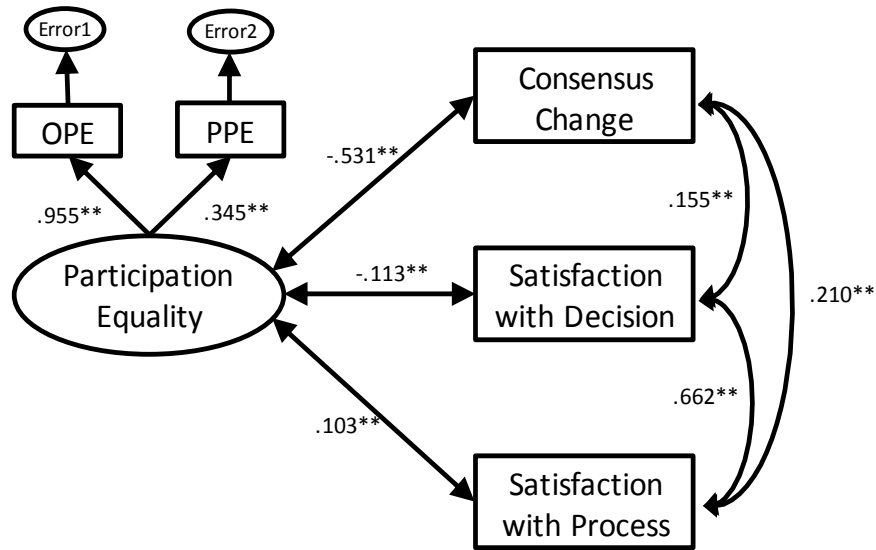 Error1
Error2
OPE
PPE
Consensus
Change
-.531**
.955**
.345**
.155**
Participation
Equality
-.113**
Satisfaction
with Decision
.210**
.103**
.662**
Satisfaction
with Process